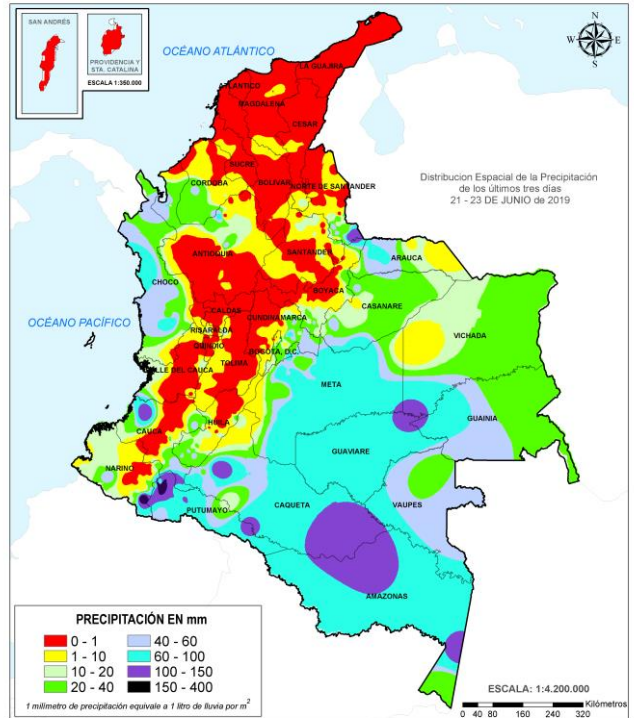 SAN ANDRÉS
PROVIDENCIA Y
STA. CATALINA
ESCALA 1:350.000
OCÉANO ATLÁNTICO
N
W
E
S
LA GUAJIRA
ATLÁNTICO
MAGDALENA
CESAR
SUCRE
CORDOBA
BOLIVAR
NORTE DE SANTANDER
Distribucion Espacial de la Precipitación
de los últimos tres días
21 - 23 DE JUNIO de 2019
ANTIOQUIA
SANTANDER
ARAUCA
CHOCO
BOYACA
CASANARE
OCÉANO PACÍFICO
CALDAS
CUNDINAMARCA
VICHADA
RISARALDA
QUINDIO
BOGOTA, D.C.
TOLIMA
VALLE DEL CAUCA
META
GUAINIA
CAUCA
HUILA
GUAVIARE
NARIÑO
CAQUETA
VAUPES
PUTUMAYO
AMAZONAS
PRECIPITACIÓN EN mm
0 - 1
40 - 60
1 - 10
60 - 100
10 - 20
100 - 150
20 - 40
150 - 400
1 milimetro de precipitación equivale a 1 litro de lluvia por m²
ESCALA: 1:4.200.000
Kilómetros
0 40 80 160 240 320